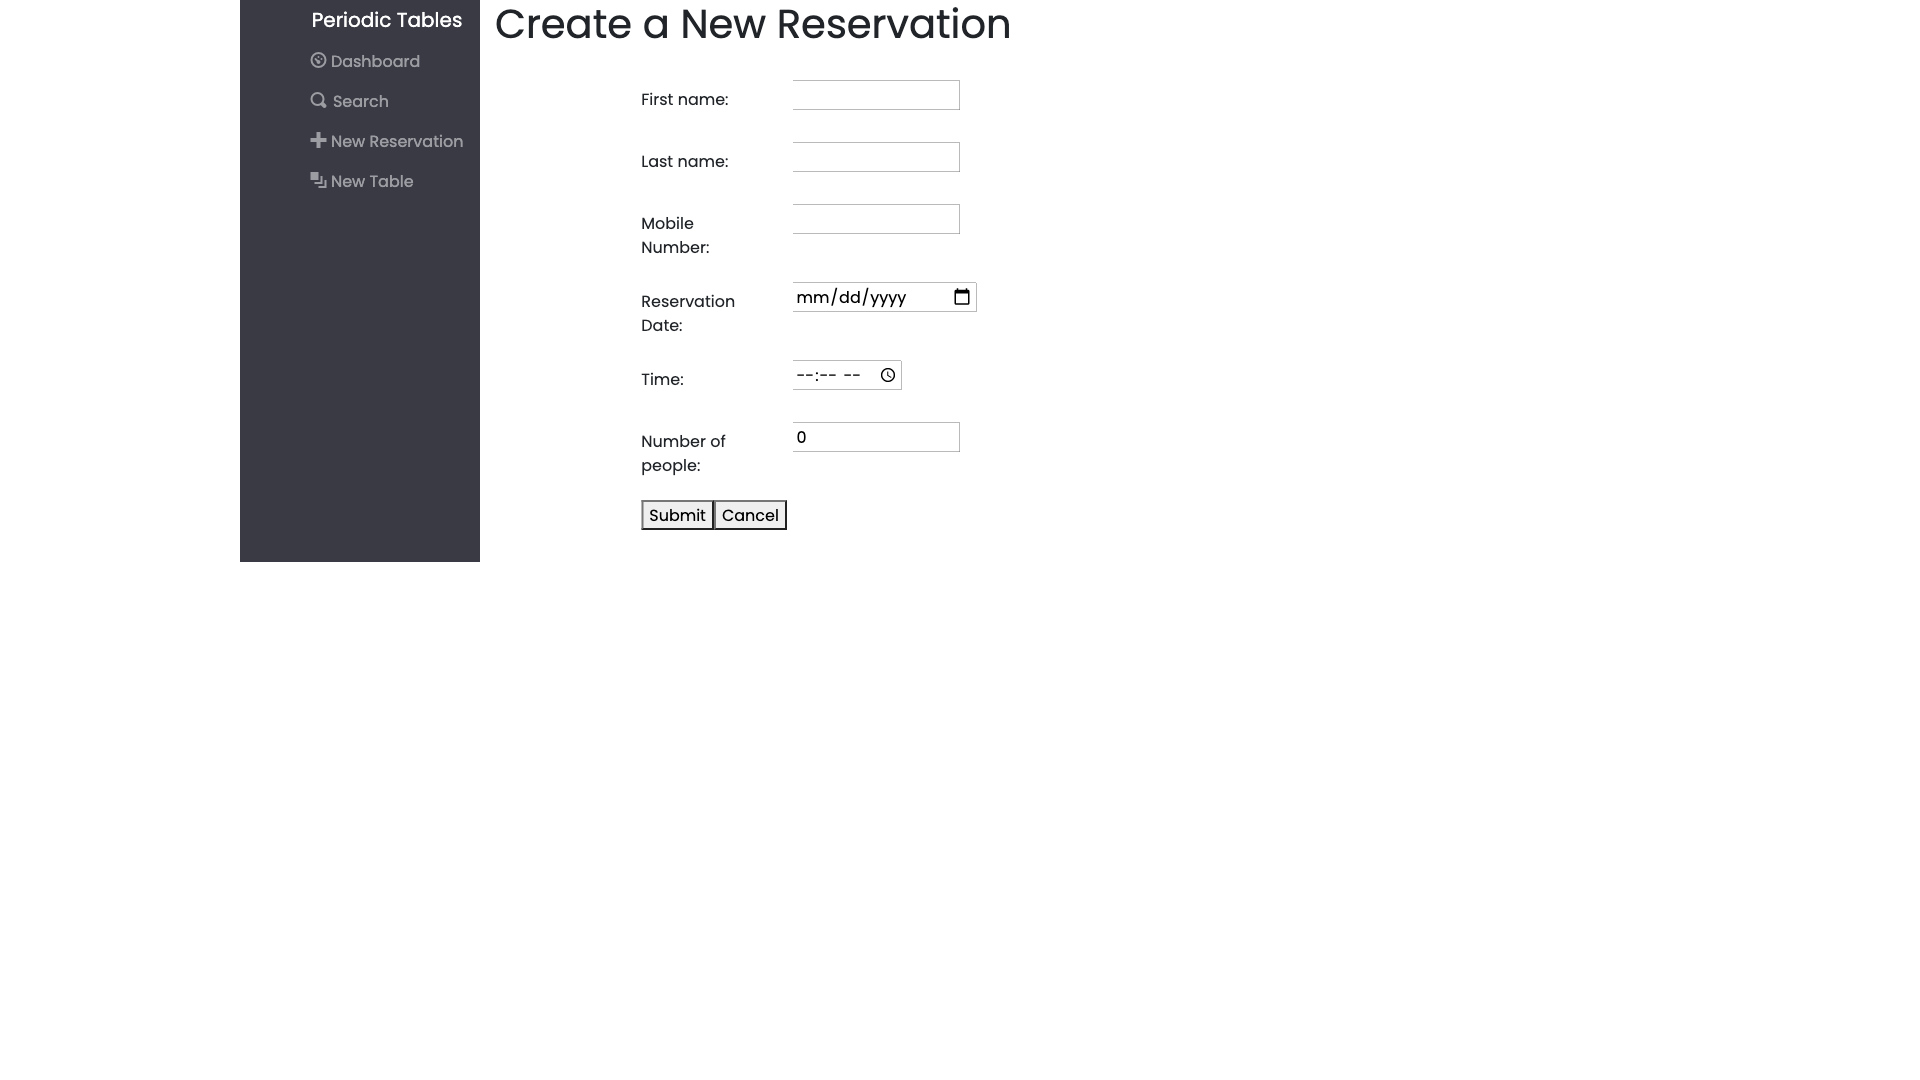 Periodic Tables
Dashboard
Search
New Reservation
New Table
Create a New Reservation
First name:
Last name:
Mobile
Number:
Reservation
Date:
mm/dd/yyyy
Time:
--:-- --
Number of
people:
0
Submit
Cancel